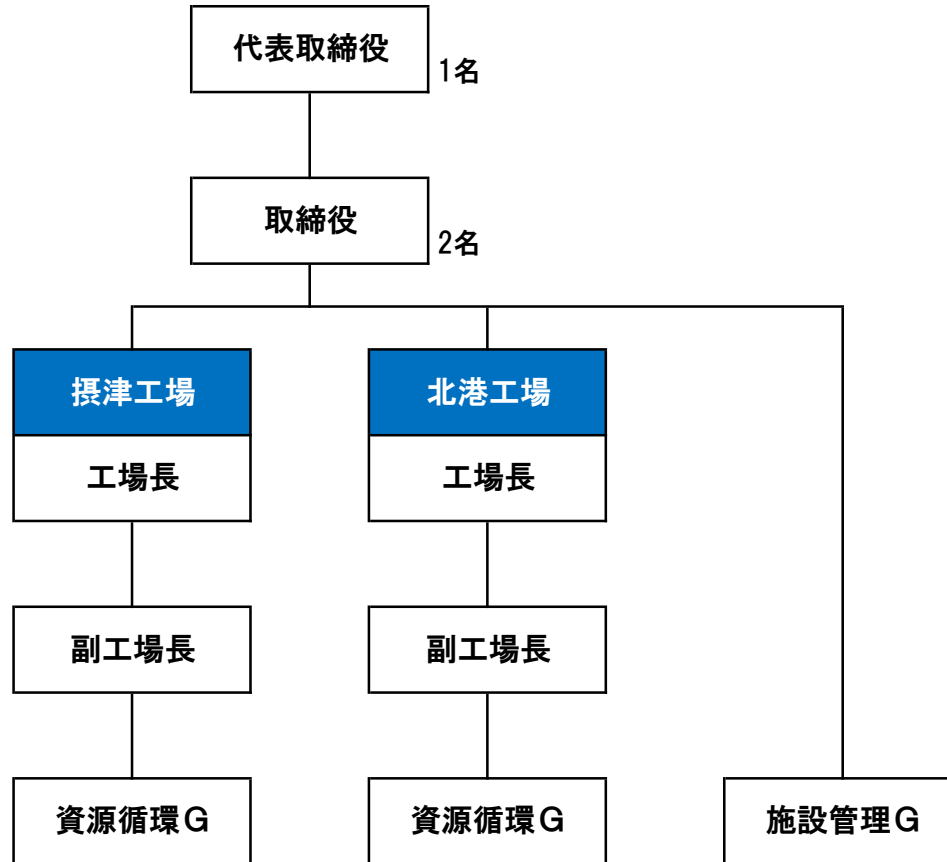 代表取締役
1名
取締役
2名
摂津工場
北港工場
工場長
工場長
副工場長
副工場長
資源循環Ｇ
資源循環Ｇ
施設管理Ｇ